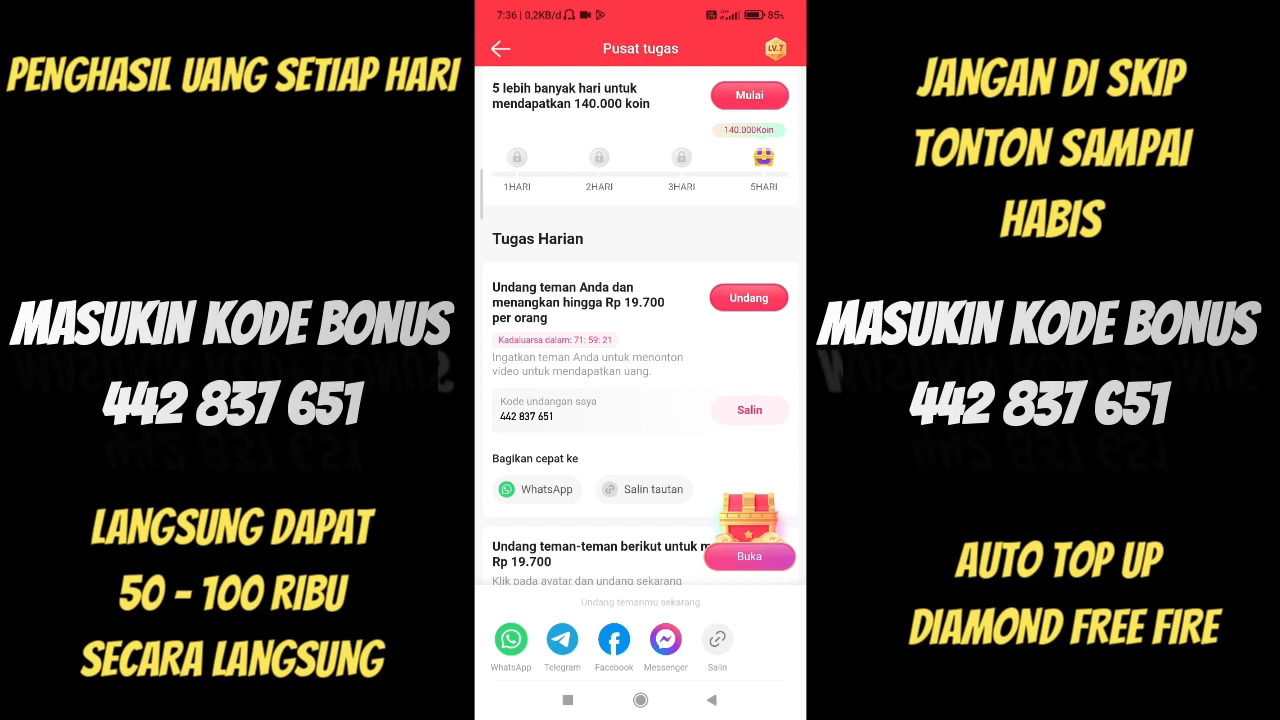 PENGHASIL UANG SETIAP HARI
MASUKIN KODE BONUS
442 837 651
LANGSUNG DAPAT
50 - 100 RIBU
SECARA LANGSUNG
7:36 | 0,2KB/d
85%
Pusat tugas
LV.7
5 lebih banyak hari untuk
mendapatkan 140.000 koin
Mulai
140.000Koin
1HARI
2HARI
3HARI
5HARI
Tugas Harian
Undang teman Anda dan
menangkan hingga Rp 19.700
per orang
Undang
Kadaluarsa dalam: 71: 59: 21
Ingatkan teman Anda untuk menonton
video untuk mendapatkan uang.
Kode undangan saya
442 837 651
Salin
Bagikan cepat ke
WhatsApp
Salin tautan
Undang teman-teman berikut untuk m
Rp 19.700
Buka
Klik pada avatar dan undang sekarang
Undang temanmu sekarang
WhatsApp
Telegram
Facebook
Messenger
Salin
JANGAN DI SKIP
TONTON SAMPAI
HABIS
MASUKIN KODE BONUS
442 837 651
AUTO TOP UP
DIAMOND FREE FIRE